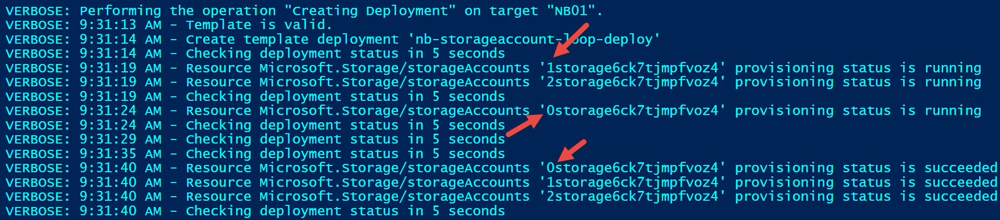 VERBOSE: Performing the operation "Creating Deployment" on target "NB01".
VERBOSE: 9:31:13 AM - Template is valid.
VERBOSE: 9:31:14 AM - Create template deployment 'nb-storageaccount-loop-deploy'
VERBOSE: 9:31:14 AM - Checking deployment status in 5 seconds
VERBOSE: 9:31:19 AM - Resource Microsoft.Storage/storageAccounts '1storage6ck7tjmpfvoz4' provisioning status is running
VERBOSE: 9:31:19 AM - Resource Microsoft.Storage/storageAccounts '2storage6ck7tjmpfvoz4' provisioning status is running
VERBOSE: 9:31:19 AM - Checking deployment status in 5 seconds
VERBOSE: 9:31:24 AM - Resource Microsoft.Storage/storageAccounts '0storage6ck7tjmpfvoz4' provisioning status is running
VERBOSE: 9:31:24 AM - Checking deployment status in 5 seconds
VERBOSE: 9:31:29 AM - Checking deployment status in 5 seconds
VERBOSE: 9:31:35 AM - Checking deployment status in 5 seconds
VERBOSE: 9:31:40 AM - Resource Microsoft.Storage/storageAccounts '0storage6ck7tjmpfvoz4' provisioning status is succeeded
VERBOSE: 9:31:40 AM - Resource Microsoft.Storage/storageAccounts '1storage6ck7tjmpfvoz4' provisioning status is succeeded
VERBOSE: 9:31:40 AM - Resource Microsoft.Storage/storageAccounts '2storage6ck7tjmpfvoz4' provisioning status is succeeded
VERBOSE: 9:31:40 AM - Checking deployment status in 5 seconds